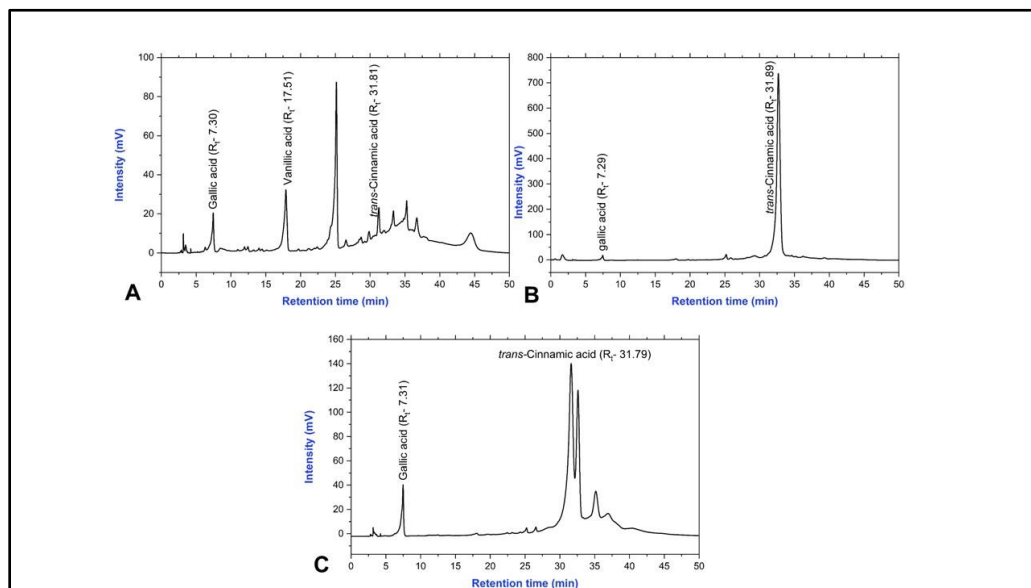 100
80
60
40
20
0
Intensity (mV)
Gallic acid (Rt- 7.30)
Vanillic acid (Rt- 17.51)
trans-Cinnamic acid (Rt- 31.81)
0 5 10 15 20 25 30 35 40 45 50
Retention time (min)
A
800
700
600
500
400
300
200
100
0
Intensity (mV)
gallic acid (Rt- 7.29)
trans-Cinnamic acid (Rt- 31.89)
0 5 10 15 20 25 30 35 40 45 50
Retention time (min)
B
160
140
120
100
80
60
40
20
0
Intensity (mV)
Gallic acid (Rt- 7.31)
trans-Cinnamic acid (Rt- 31.79)
0 5 10 15 20 25 30 35 40 45 50
Retention time (min)
C